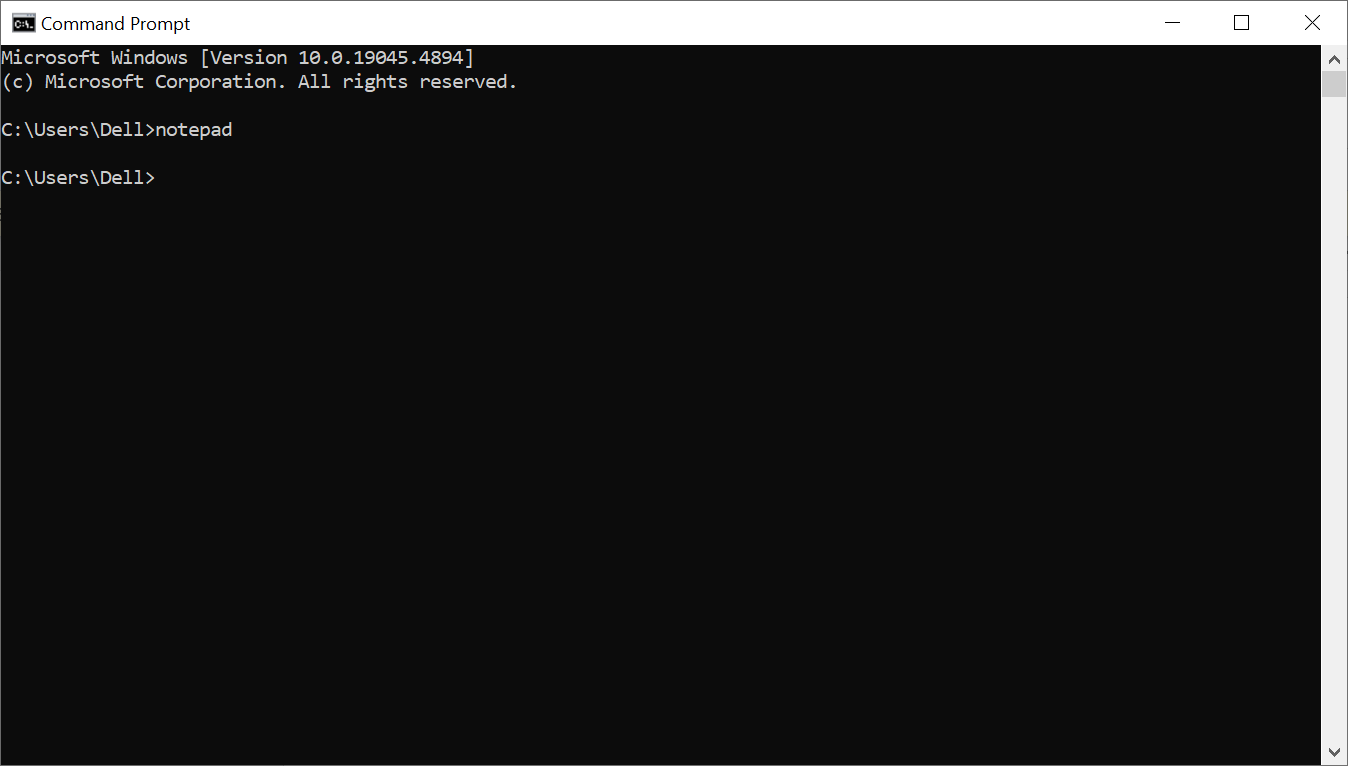 Command Prompt
Microsoft Windows [Version 10.0.19045.4894]
(c) Microsoft Corporation. All rights reserved.
C:\Users\Dell>notepad
C:\Users\Dell>